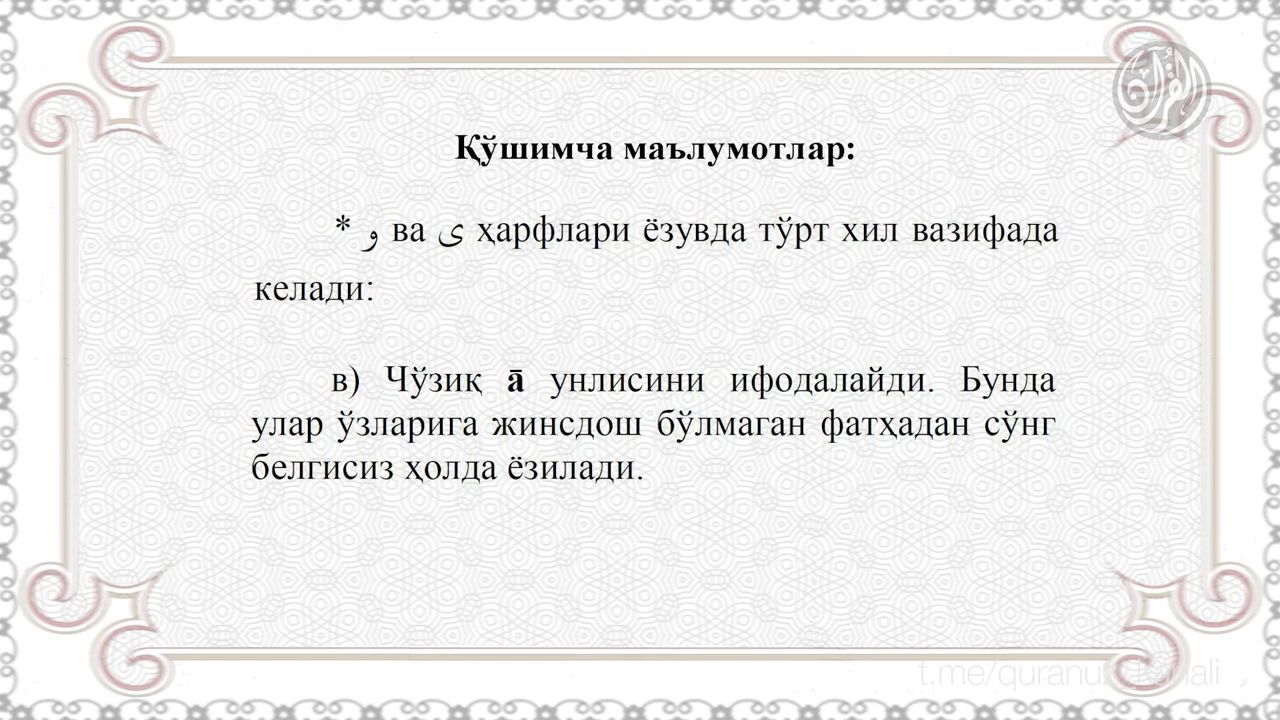 القرآن
Қўшимча маълумотлар:
* و ва ى ҳарфлари ёзувда тўрт хил вазифада
келади:
в) Чўзиқ ā унлисини ифодалайди. Бунда
улар ўзларига жинсдош бўлмаган фатҳадан сўнг
белгисиз ҳолда ёзилади.